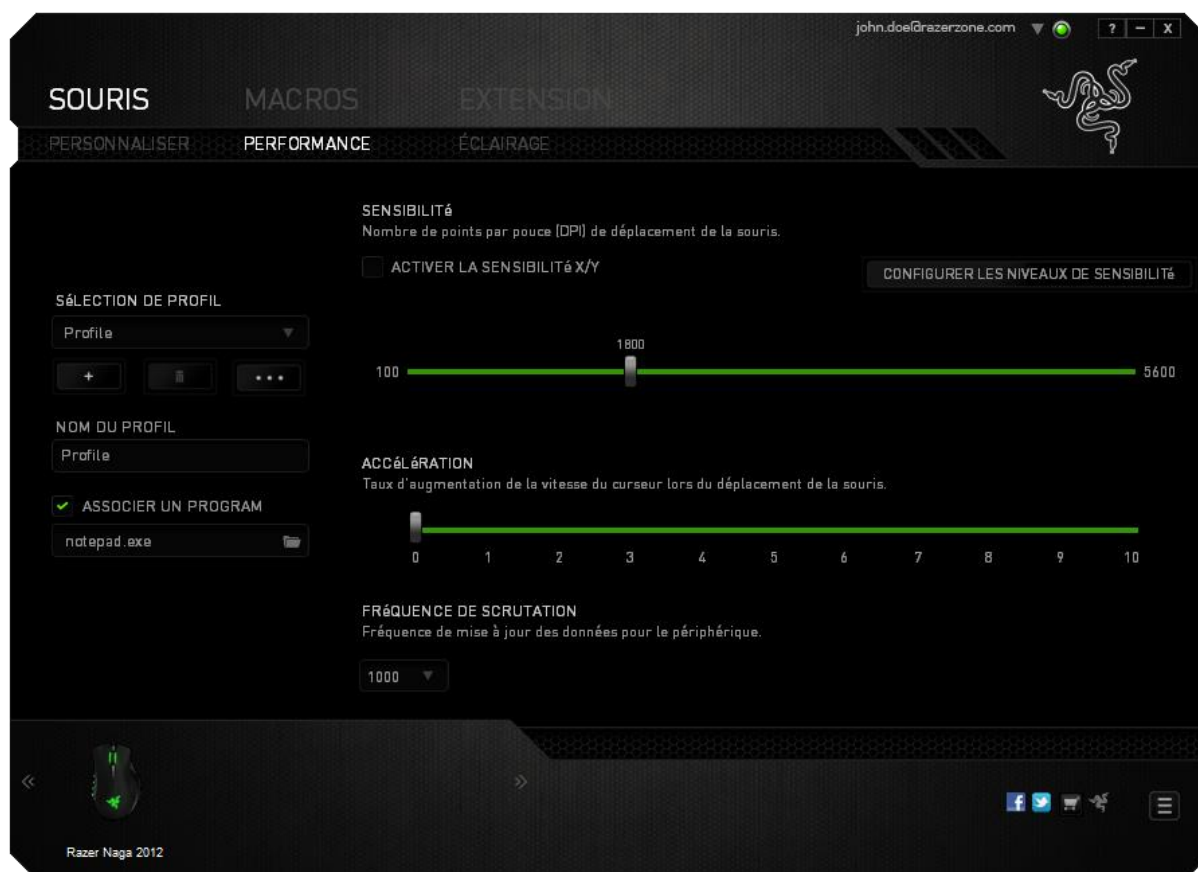 john.doe@razerzone.com
? – X
SOURIS MACROS EXTENSION
PERSONNALISER PERFORMANCE ÉCLAIRAGE
SENSIBILITé
Nombre de points par pouce (DPI) de déplacement de la souris.
ACTIVER LA SENSIBILITé X/Y
CONFIGURER LES NIVEAUX DE SENSIBILITé
SéLECTION DE PROFIL
Profile
+ •••
1800
100 5600
NOM DU PROFIL
Profile
ASSOCIER UN PROGRAM
notepad.exe
ACCéLéRATION
Taux d'augmentation de la vitesse du curseur lors du déplacement de la souris.
0 1 2 3 4 5 6 7 8 9 10
FRéQUENCE DE SCRUTATION
Fréquence de mise à jour des données pour le périphérique.
1000
Razer Naga 2012